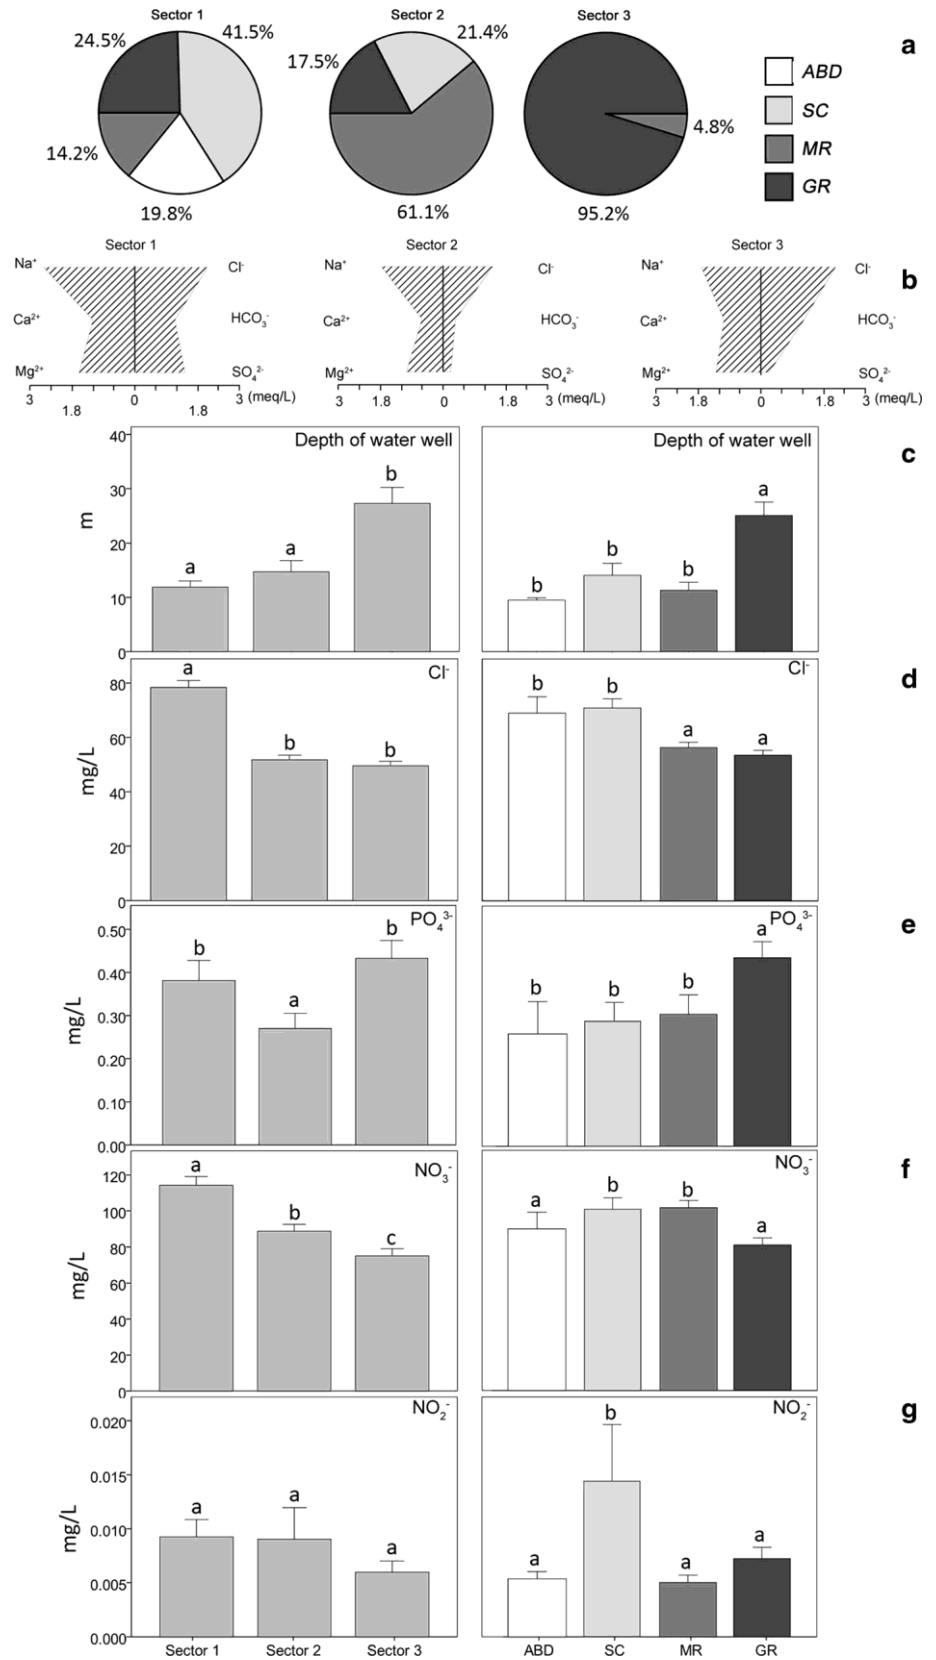 Sector 1
Sector 2
Sector 3
a
24.5%
41.5%
14.2%
19.8%
17.5%
21.4%
61.1%
4.8%
95.2%
ABD
SC
MR
GR
b
Sector 1
Na⁺
Cl⁻
Ca²⁺
HCO₃⁻
Mg²⁺
SO₄²⁻
3 1.8 0 1.8 3 (meq/L)
Sector 2
Na⁺
Cl⁻
Ca²⁺
HCO₃⁻
Mg²⁺
SO₄²⁻
3 1.8 0 1.8 3 (meq/L)
Sector 3
Na⁺
Cl⁻
Ca²⁺
HCO₃⁻
Mg²⁺
SO₄²⁻
3 1.8 0 1.8 3 (meq/L)
c
Depth of water well
m
40
30
20
10
0
a a b
Depth of water well
b b b a
d
Cl⁻
mg/L
80
60
40
20
0
a b b
Cl⁻
b b a a
e
PO₄³⁻
mg/L
0.50
0.40
0.30
0.20
0.10
0.00
b a b
PO₄³⁻
b b b a
f
NO₃⁻
mg/L
120
100
80
60
40
20
0
a b c
NO₃⁻
a b b a
g
NO₂⁻
mg/L
0.020
0.015
0.010
0.005
0.000
a a a
Sector 1 Sector 2 Sector 3
NO₂⁻
a b a a
ABD SC MR GR